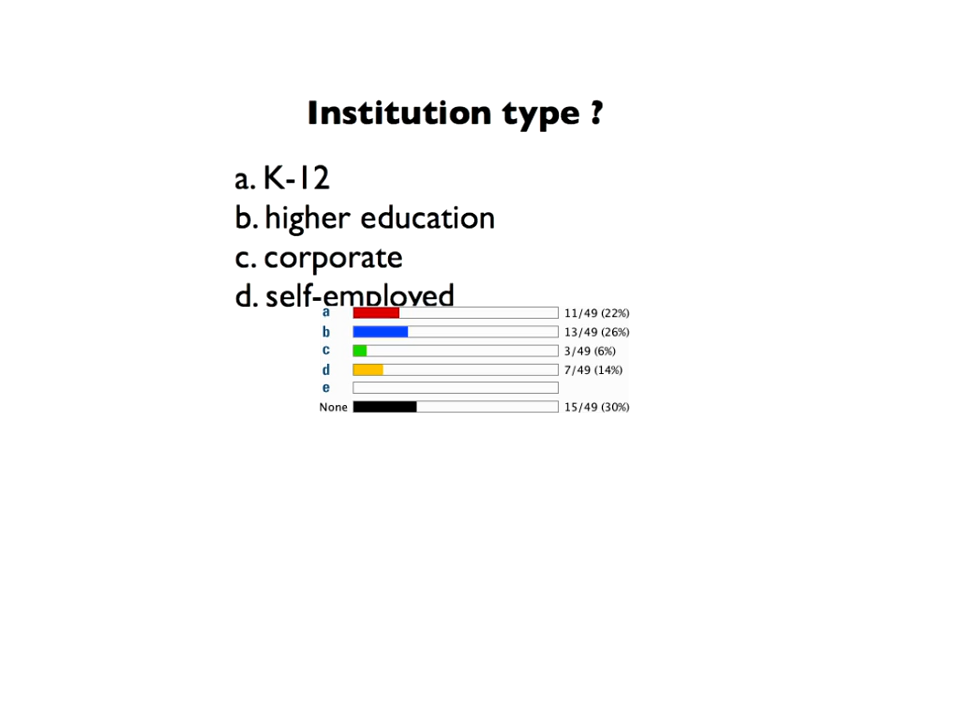 Institution type ?
a. K-12
b. higher education
c. corporate
d. self-employed
a 11/49 (22%)
b 13/49 (26%)
c 3/49 (6%)
d 7/49 (14%)
e
None 15/49 (30%)